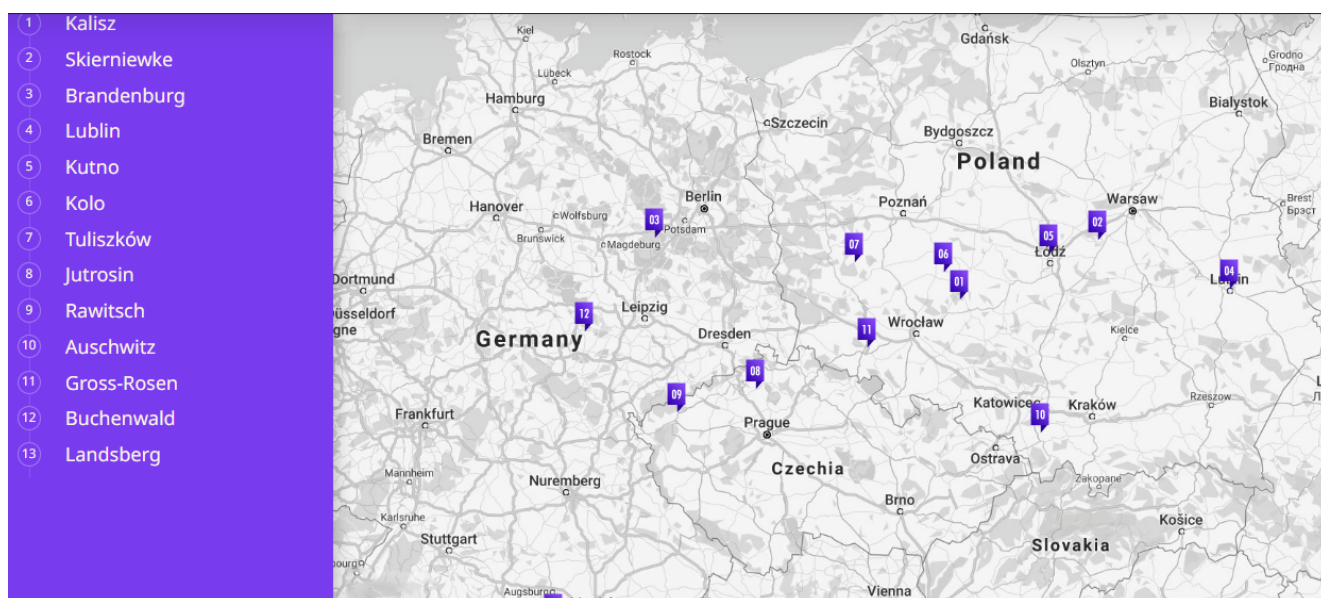 1 Kalisz
2 Skierniewke
3 Brandenburg
4 Lublin
5 Kutno
6 Kolo
7 Tuliszków
8 Jutrosin
9 Rawitsch
10 Auschwitz
11 Gross-Rosen
12 Buchenwald
13 Landsberg
Kiel
Gdańsk
Rostock
Grodno
Гродна
Olsztyn
Lübeck
Hamburg
Bialystok
Szczecin
Bydgoszcz
Bremen
Poland
Berlin
Poznań
Warsaw
Brest
Брэст
Hanover
Wolfsburg
03
Potsdam
02
Brunswick
Magdeburg
07
05
Łódź
06
01
04
Dortmund
Düsseldorf
12
Leipzig
Wrocław
11
Kielce
Germany
Dresden
08
09
Katowice
Kraków
Rzeszow
10
Frankfurt
Prague
Ostrava
Czechia
Mannheim
Nuremberg
Zakopane
Brno
Karlsruhe
Košice
Stuttgart
Slovakia
Augsburg
Vienna